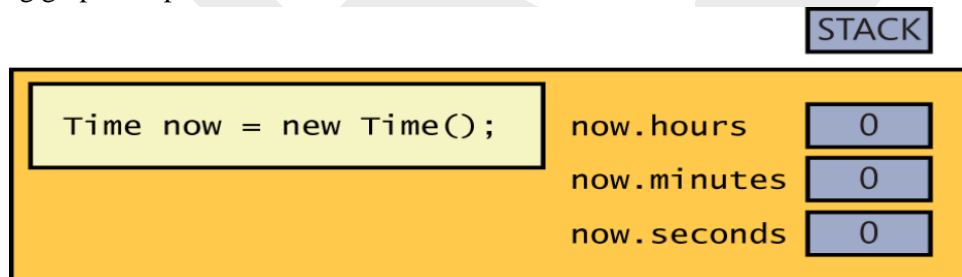 STACK
Time now = new Time();
now.hours 0
now.minutes 0
now.seconds 0